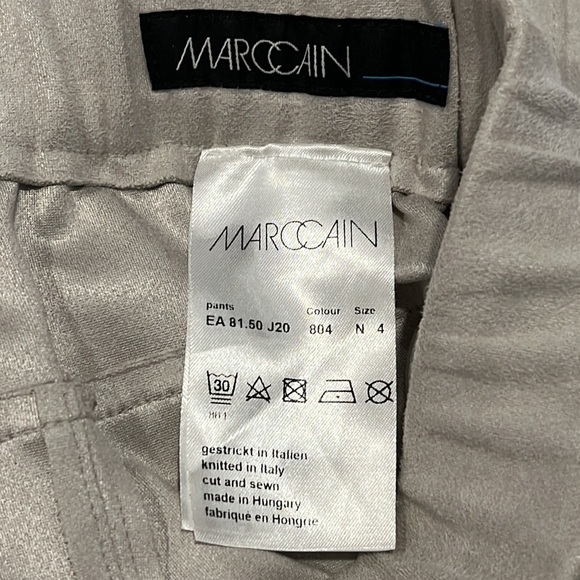 MARCCAIN
MARCCAIN
pants Colour Size
EA 81.50 J20 804 N 4
30
gestrickt in Italien
knitted in Italy
cut and sewn
made in Hungary
fabriqué en Hongrie